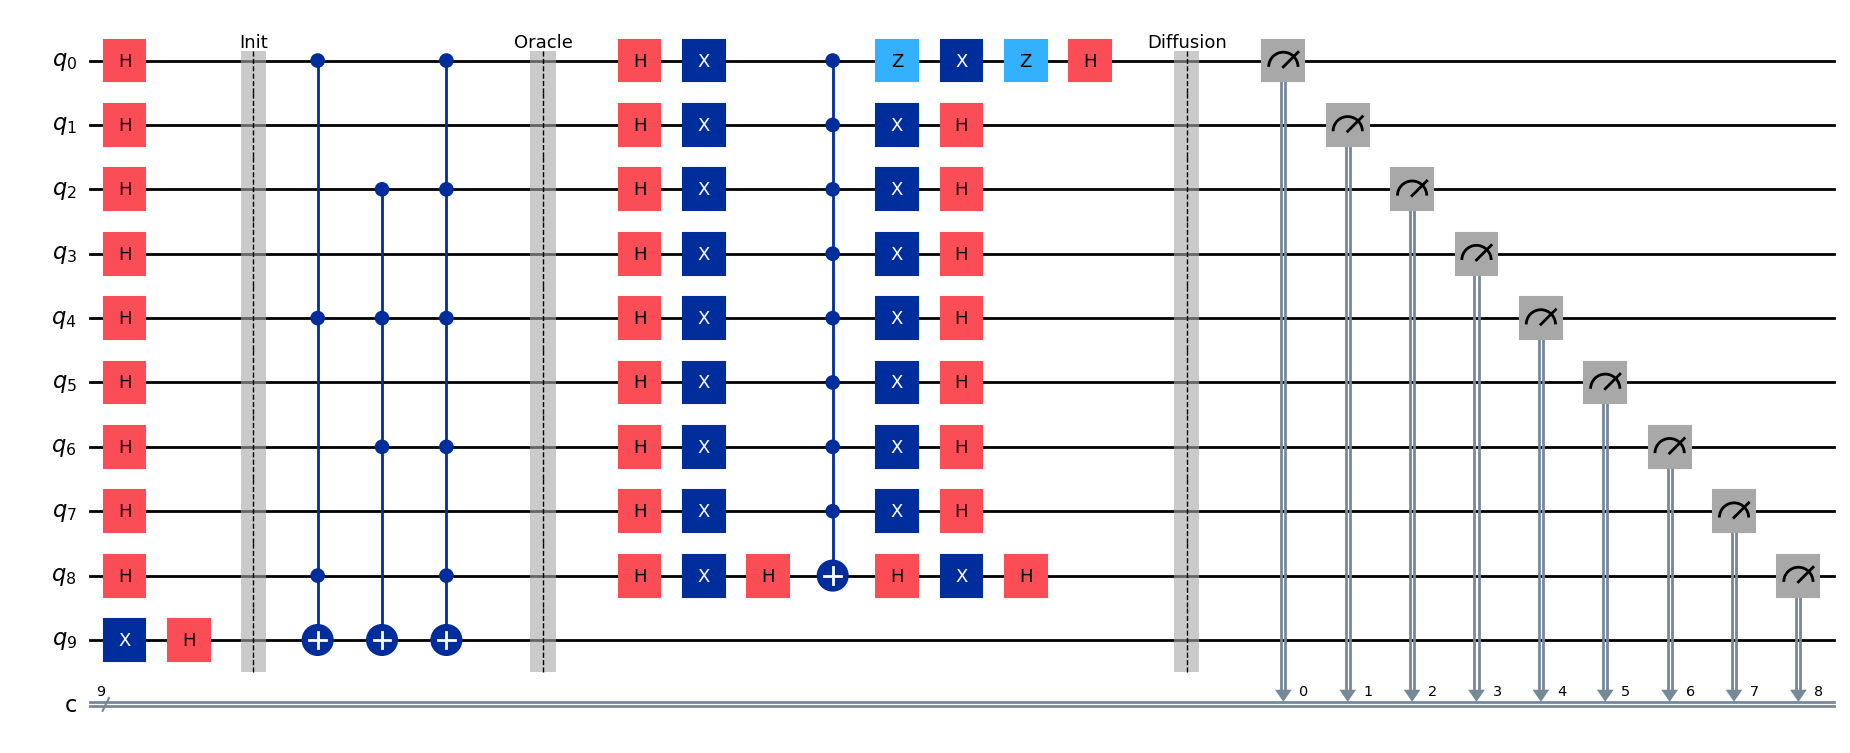 Init Oracle Diffusion
q0 H H X Z X Z H
q1 H H X X H
q2 H H X X H
q3 H H X X H
q4 H H X X H
q5 H H X X H
q6 H H X X H
q7 H H X X H
q8 H H X H H X H
q9 X H
c 9 0 1 2 3 4 5 6 7 8